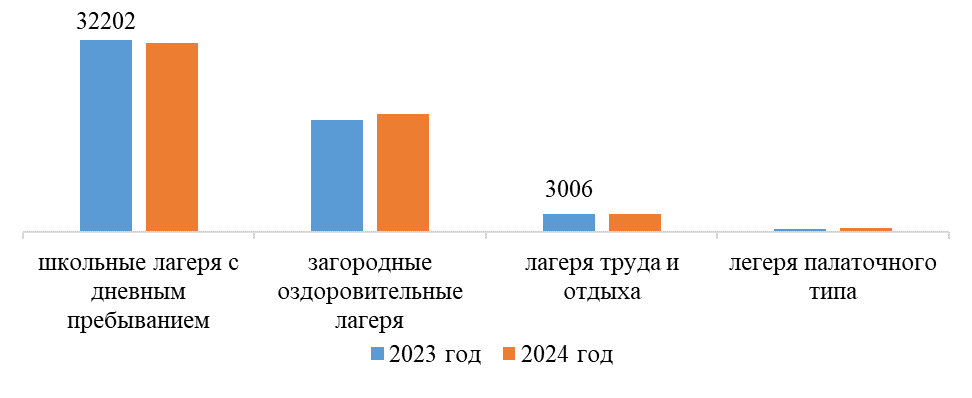 32202
3006
школьные лагеря с
дневным
пребыванием
загородные
оздоровительные
лагеря
лагеря труда и
отдыха
легеря палаточного
типа
2023 год
2024 год